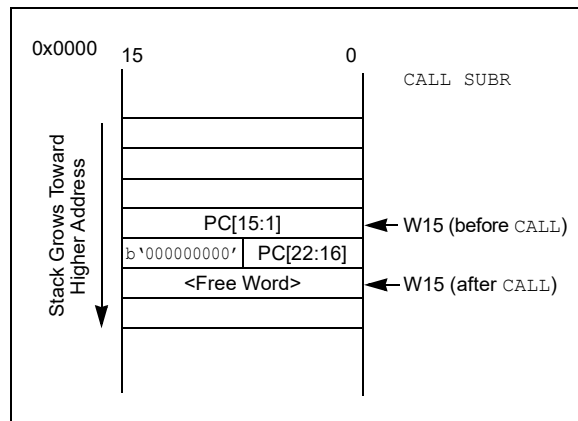 0x0000
15 0
CALL SUBR
Stack Grows Toward
Higher Address
PC[15:1]
W15 (before CALL)
b‘000000000’ PC[22:16]
<Free Word>
W15 (after CALL)